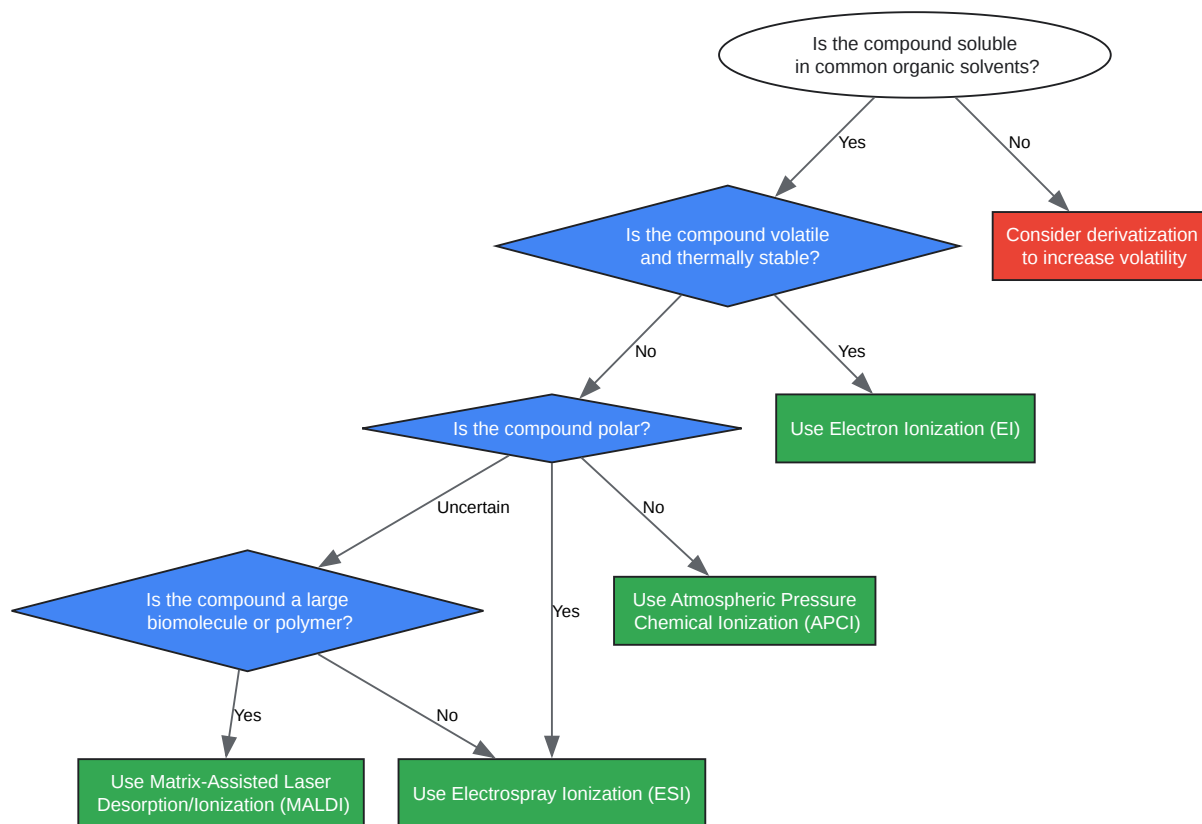 Is the compound soluble
in common organic solvents?
Yes
No
Is the compound volatile
and thermally stable?
Consider derivatization
to increase volatility
No
Yes
Is the compound polar?
Use Electron Ionization (EI)
Uncertain
No
Is the compound a large
biomolecule or polymer?
Yes
Use Atmospheric Pressure
Chemical Ionization (APCI)
Yes
No
Use Matrix-Assisted Laser
Desorption/Ionization (MALDI)
Use Electrospray Ionization (ESI)